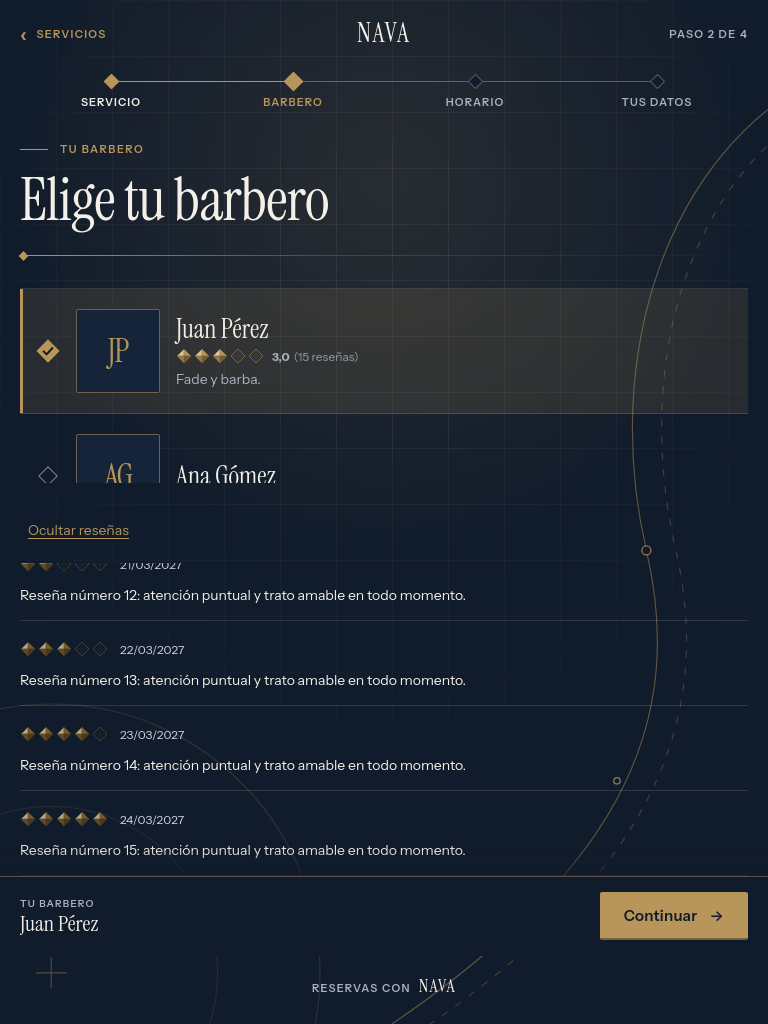 ‹ SERVICIOS
NAVA
PASO 2 DE 4
SERVICIO
BARBERO
HORARIO
TUS DATOS
TU BARBERO
Elige tu barbero
JP
Juan Pérez
3,0 (15 reseñas)
Fade y barba.
AG
Ana Gómez
Ocultar reseñas
21/03/2027
Reseña número 12: atención puntual y trato amable en todo momento.
22/03/2027
Reseña número 13: atención puntual y trato amable en todo momento.
23/03/2027
Reseña número 14: atención puntual y trato amable en todo momento.
24/03/2027
Reseña número 15: atención puntual y trato amable en todo momento.
TU BARBERO
Juan Pérez
Continuar →
RESERVAS CON NAVA